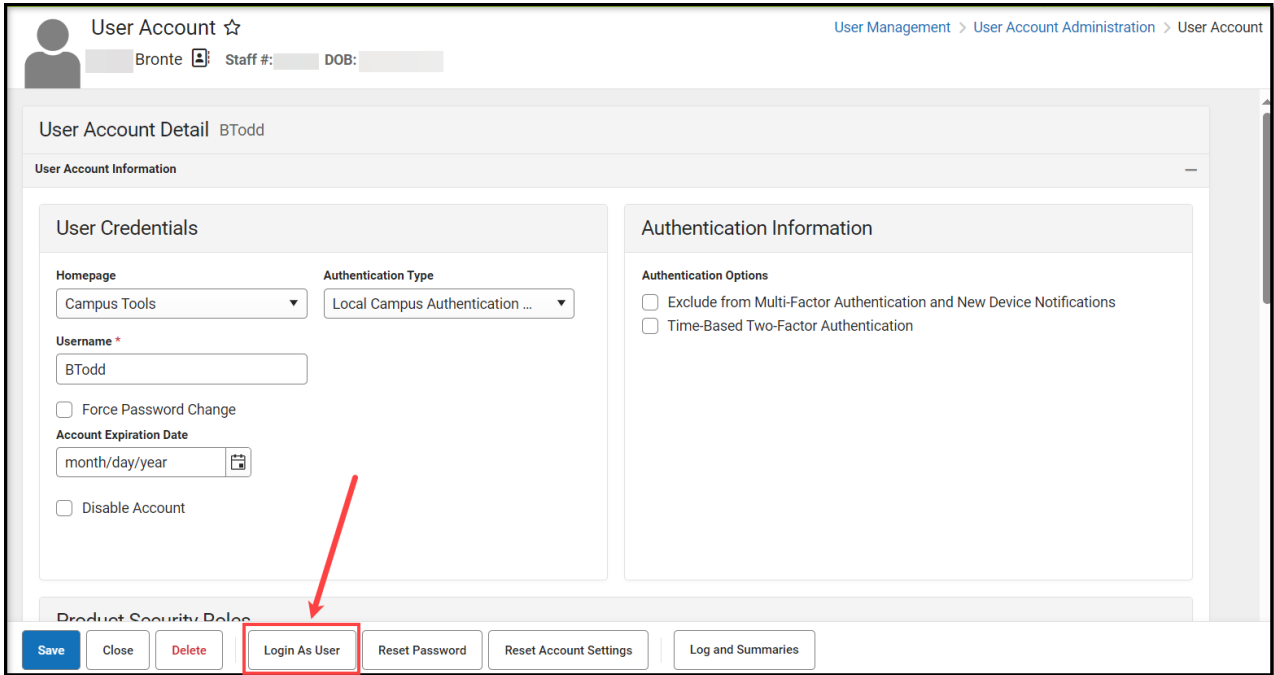 User Account
User Management > User Account Administration > User Account
Bronte Staff #: DOB:
User Account Detail BTodd
User Account Information
User Credentials
Authentication Information
Homepage
Authentication Type
Authentication Options
Campus Tools
Local Campus Authentication ...
Exclude from Multi-Factor Authentication and New Device Notifications
Time-Based Two-Factor Authentication
Username *
BTodd
Force Password Change
Account Expiration Date
month/day/year
Disable Account
Product Security Roles
Save Close Delete Login As User Reset Password Reset Account Settings Log and Summaries